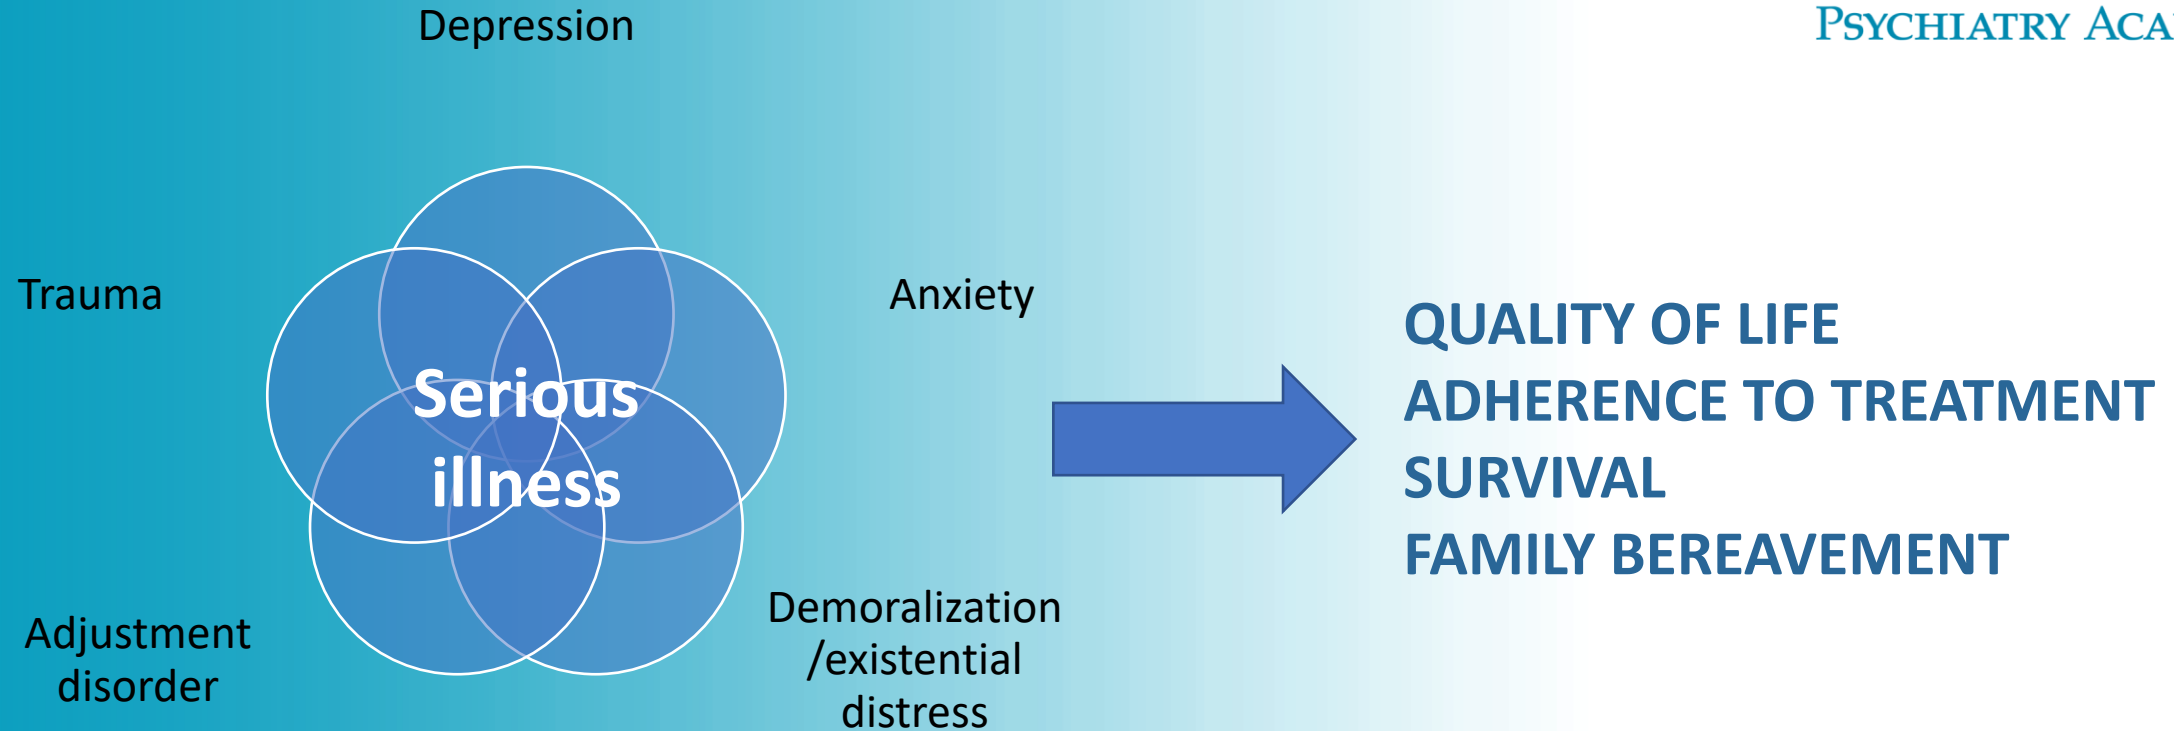 Depression
PSYCHIATRY ACA
Trauma
Anxiety
Serious
illness
QUALITY OF LIFE
ADHERENCE TO TREATMENT
SURVIVAL
FAMILY BEREAVEMENT
Adjustment
disorder
Demoralization
/existential
distress